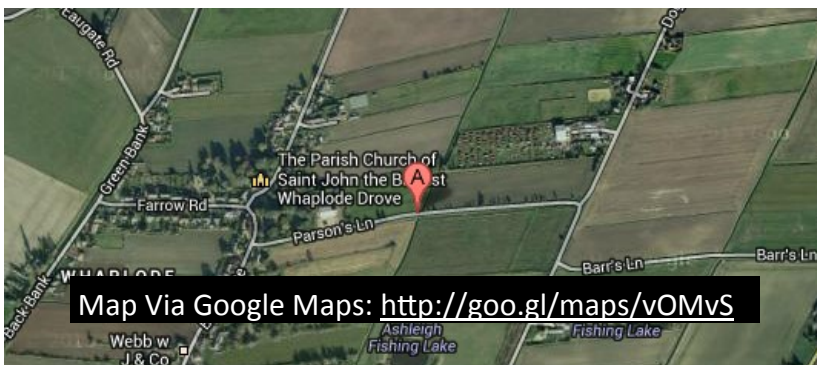 Eaugate Rd
Green Bank
Farrow Rd
The Parish Church of
Saint John the
Whaplode Drove
A
Parson's Ln
Barr's Ln
Barr's Ln
WHAPLODE
Back Bank
Map Via Google Maps: http://goo.gl/maps/vOMvS
Webb w
J & Co
Ashleigh
Fishing Lake
Fishing Lake